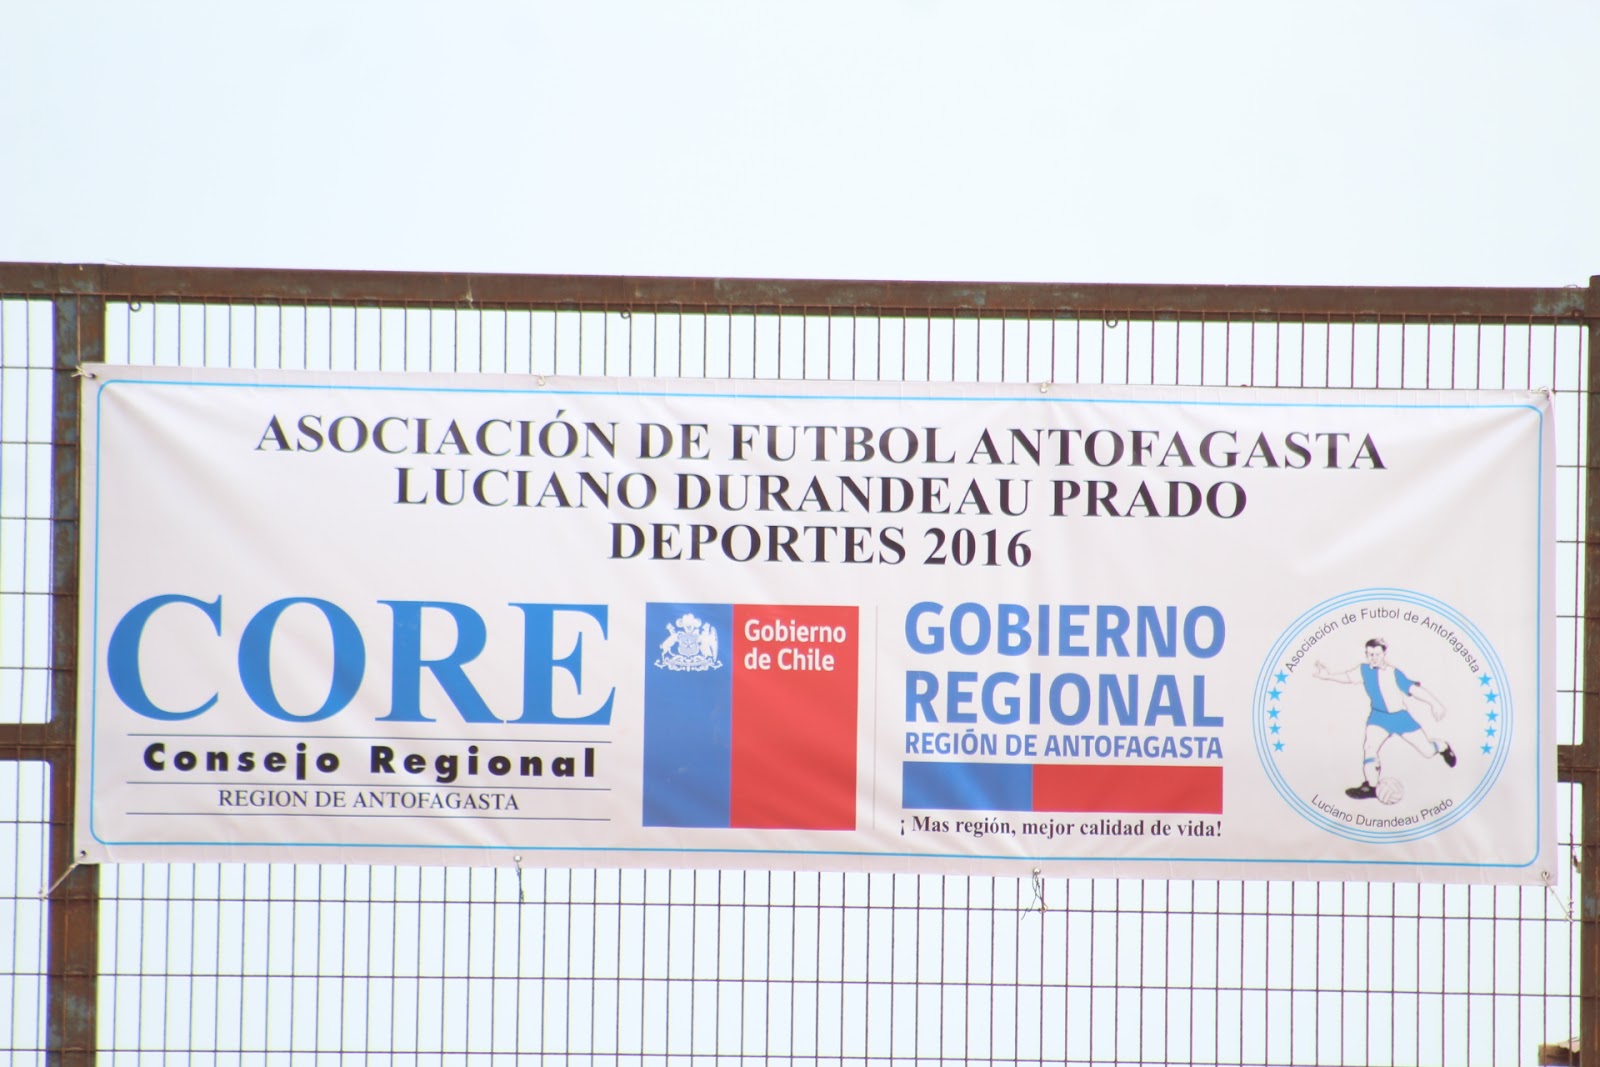 ASOCIACIÓN DE FUTBOL ANTOFAGASTA
LUCIANO DURANDEAU PRADO
DEPORTES 2016
CORE
Consejo Regional
REGION DE ANTOFAGASTA
Gobierno
de Chile
GOBIERNO
REGIONAL
REGIÓN DE ANTOFAGASTA
¡ Mas región, mejor calidad de vida!
Asociación de Futbol de Antofagasta
Luciano Durandeau Prado